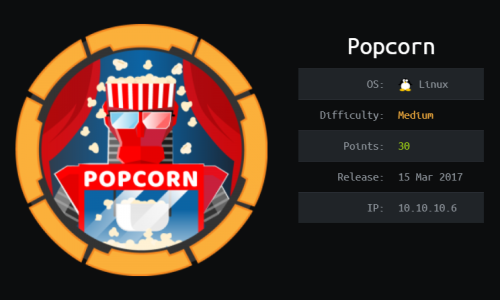 POPCORN
Popcorn
OS: Linux
Difficulty: Medium
Points: 30
Release: 15 Mar 2017
IP: 10.10.10.6